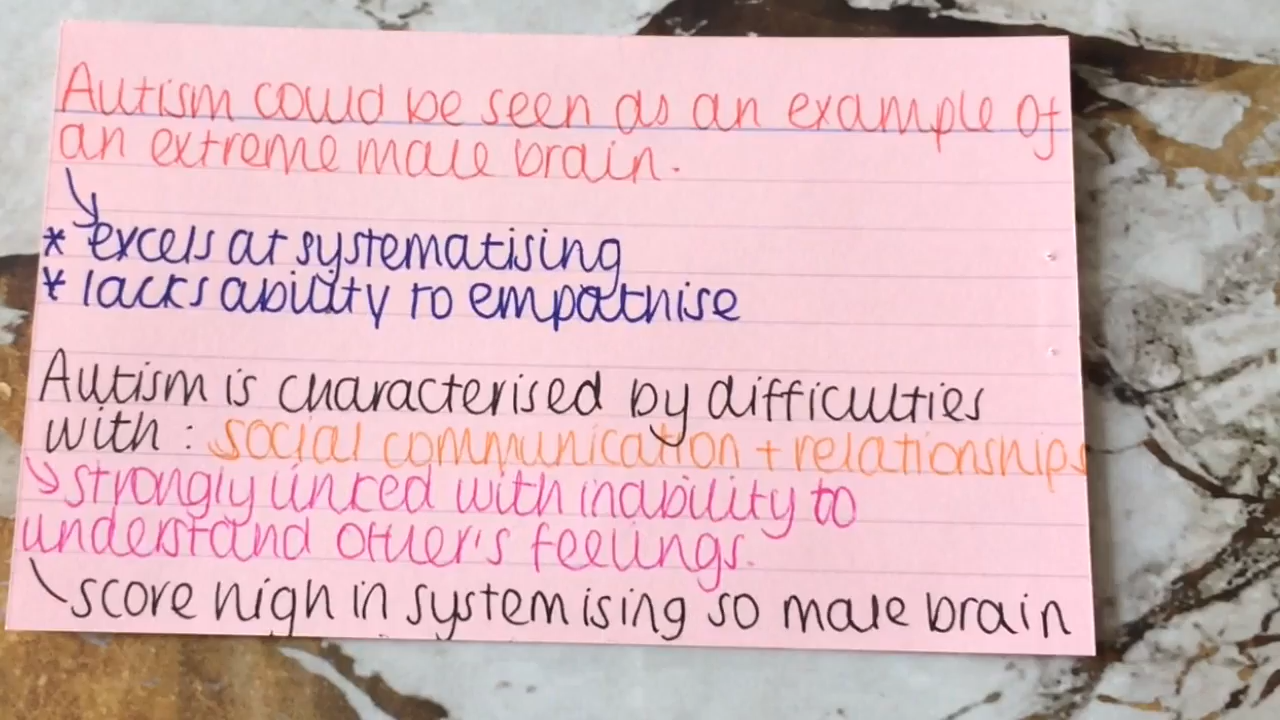 Autism could be seen as an example of
an extreme male brain.
* excels at systematising
* lacks ability to empathise
Autism is characterised by difficulties
with: social communication + relationships
↘ strongly linked with inability to
understand other's feelings.
score high in systemising so male brain